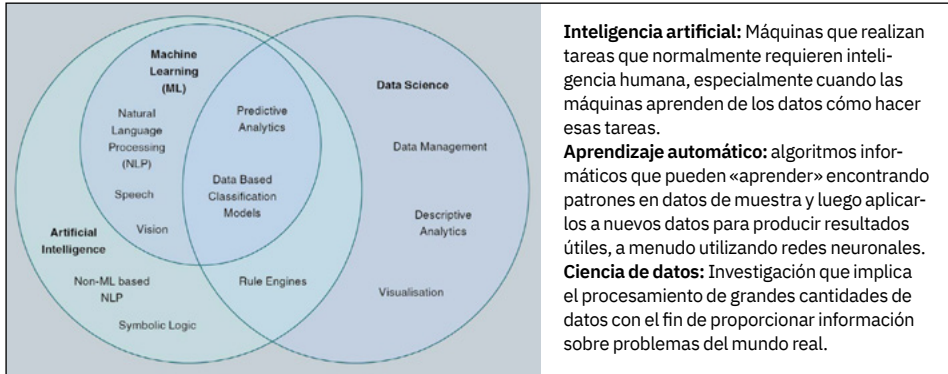 Machine
Learning
(ML)
Natural
Language
Processing
(NLP)
Speech
Vision
Predictive
Analytics
Data Based
Classification
Models
Artificial
Intelligence
Non-ML based
NLP
Symbolic Logic
Rule Engines
Data Science
Data Management
Descriptive
Analytics
Visualisation
Inteligencia artificial: Máquinas que realizan
tareas que normalmente requieren inteli-
gencia humana, especialmente cuando las
máquinas aprenden de los datos cómo hacer
esas tareas.
Aprendizaje automático: algoritmos infor-
máticos que pueden «aprender» encontrando
patrones en datos de muestra y luego aplicar-
los a nuevos datos para producir resultados
útiles, a menudo utilizando redes neuronales.
Ciencia de datos: Investigación que implica
el procesamiento de grandes cantidades de
datos con el fin de proporcionar información
sobre problemas del mundo real.